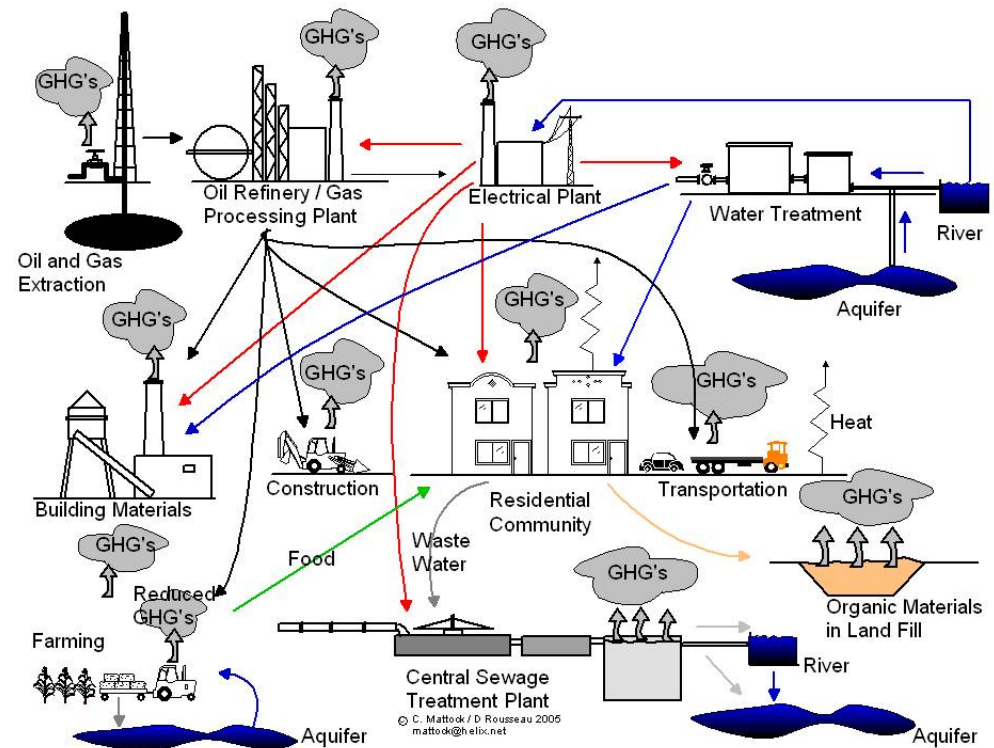 GHG's
GHG's
GHG's
Oil Refinery / Gas
Processing Plant
Electrical Plant
Water Treatment
River
Oil and Gas
Extraction
Aquifer
GHG's
GHG's
GHG's
GHG's
Heat
Building Materials
Construction
Residential
Community
Transportation
GHG's
GHG's
Food
Waste
Water
GHG's
Reduced
GHG's
Organic Materials
in Land Fill
Farming
River
Central Sewage
Treatment Plant
© C. Mattock / D Rousseau 2005
mattock@helix.net
Aquifer
Aquifer